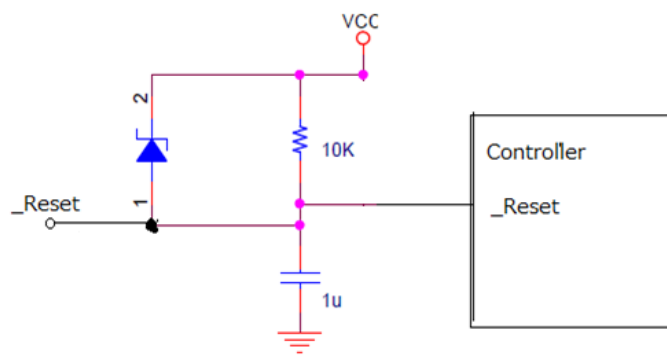 VCC
2
10K
Controller
_Reset
1
_Reset
1u